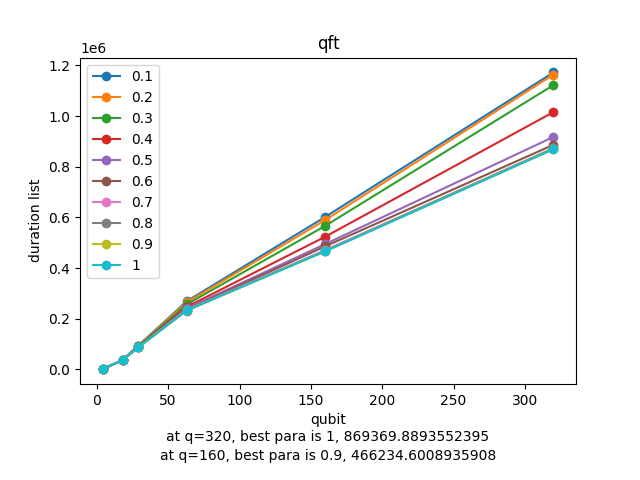 qft
1e6
1.2
1.0
0.8
0.6
0.4
0.2
0.0
duration list
0.1
0.2
0.3
0.4
0.5
0.6
0.7
0.8
0.9
1
0 50 100 150 200 250 300
qubit
at q=320, best para is 1, 869369.8893552395
at q=160, best para is 0.9, 466234.6008935908